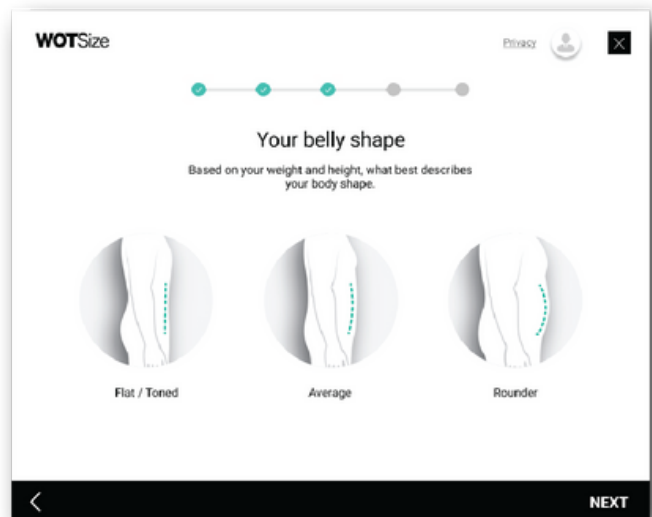 WOTSize
Privacy
Your belly shape
Based on your weight and height, what best describes
your body shape.
Flat / Toned
Average
Rounder
NEXT